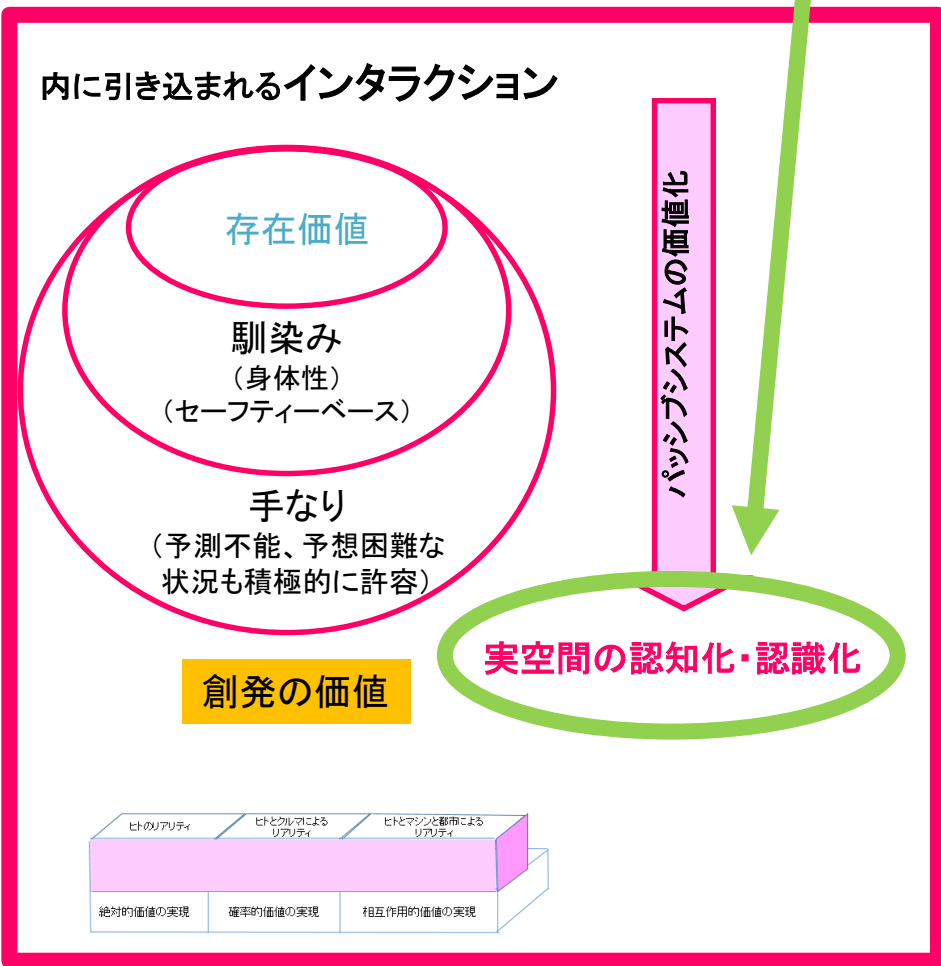 内に引き込まれるインタラクション
存在価値
馴染み
（身体性）
（セーフティーベース）
手なり
（予測不能、予想困難な
状況も積極的に許容）
創発の価値
パッシブシステムの価値化
実空間の認知化・認識化
ヒトのリアリティ
ヒトとクルマによる
リアリティ
ヒトとマシンと都市による
リアリティ
絶対的価値の実現
確率的価値の実現
相互作用的価値の実現